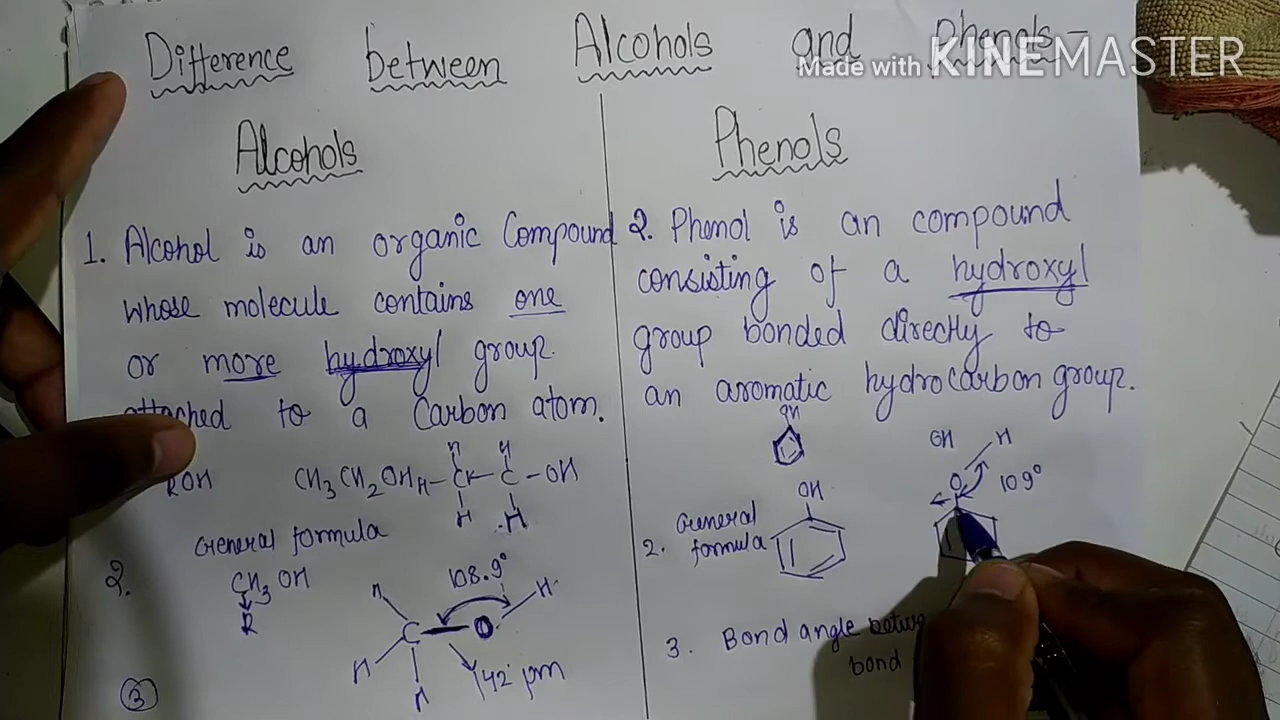 Difference between Alcohols and Phenols-
Made with KINEMASTER
Alcohols
1. Alcohol is an organic Compound
whose molecule contains one
or more hydroxyl group.
attached to a Carbon atom.
ROH CH3CH2OH H-C-C-OH
H H
H H
General formula
2. CH3OH
R
H C O H
H H
108.9°
142 pm
3
Phenols
2. Phenol is an compound
consisting of a hydroxyl
group bonded directly to
an aromatic hydrocarbon group.
OH
OH H
O 109°
2. General
formula
OH
3. Bond angle betwe
bond